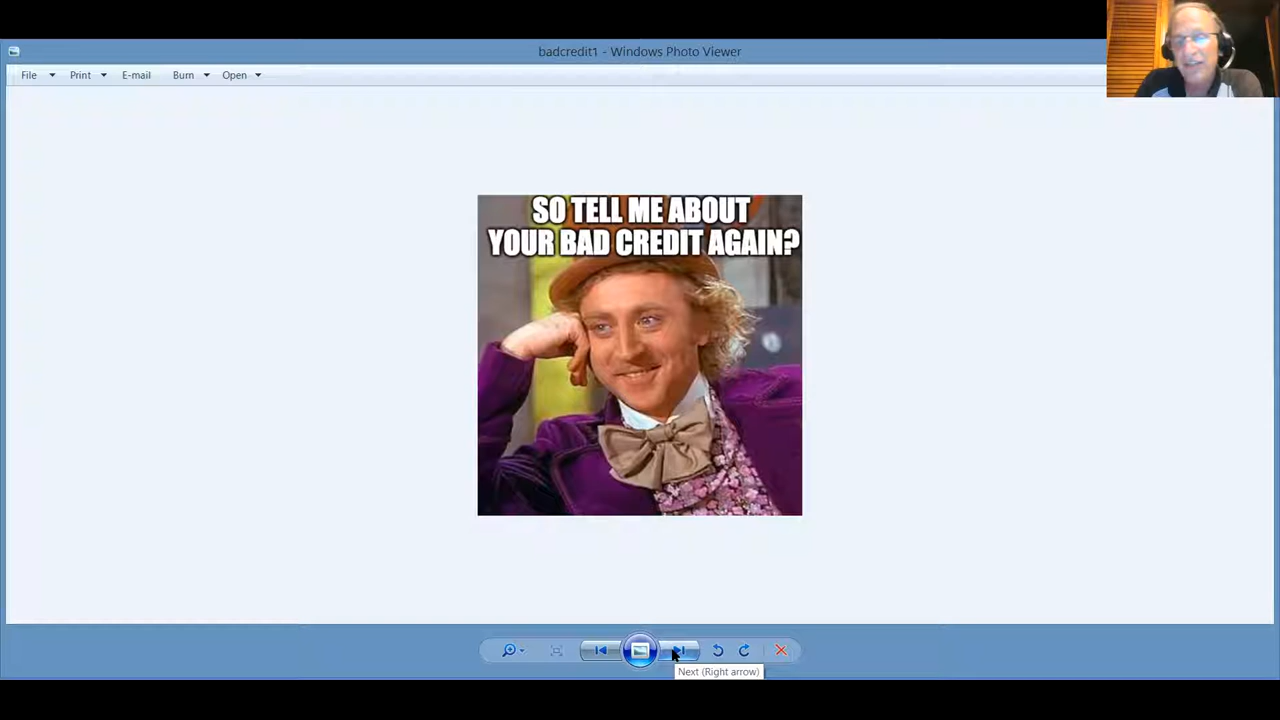 badcredit1 - Windows Photo Viewer
File Print E-mail Burn Open
SO TELL ME ABOUT
YOUR BAD CREDIT AGAIN?
Next (Right arrow)